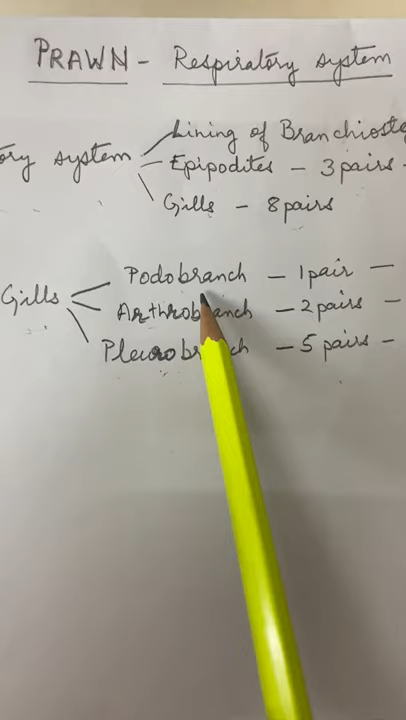 PRAWN - Respiratory system
Lining of Branchioste
ory system - Epipodites - 3 pairs -
Gills - 8 pairs
Podobranch - 1 pair -
Gills Arthrobranch - 2 pairs -
Pleurobranch - 5 pairs -